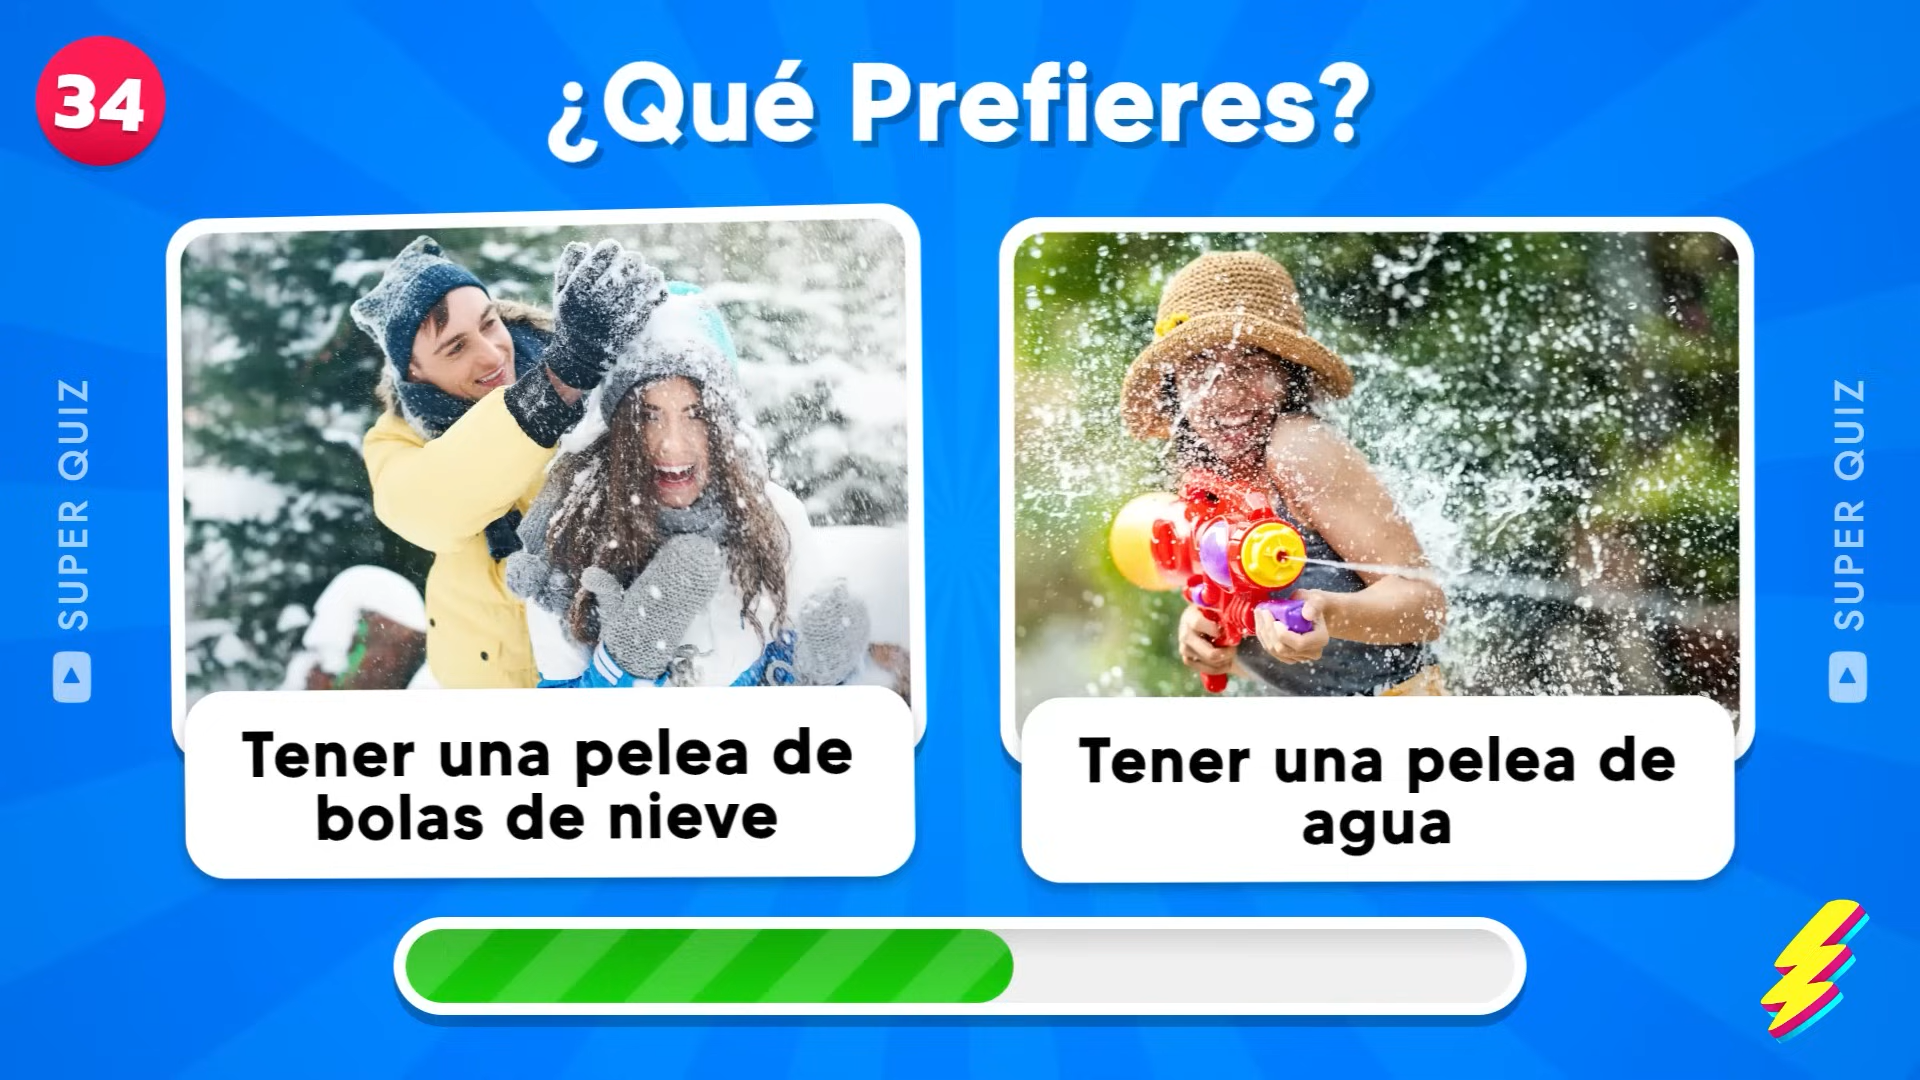 34
¿Qué Prefieres?
SUPER QUIZ
SUPER QUIZ
Tener una pelea de
bolas de nieve
Tener una pelea de
agua